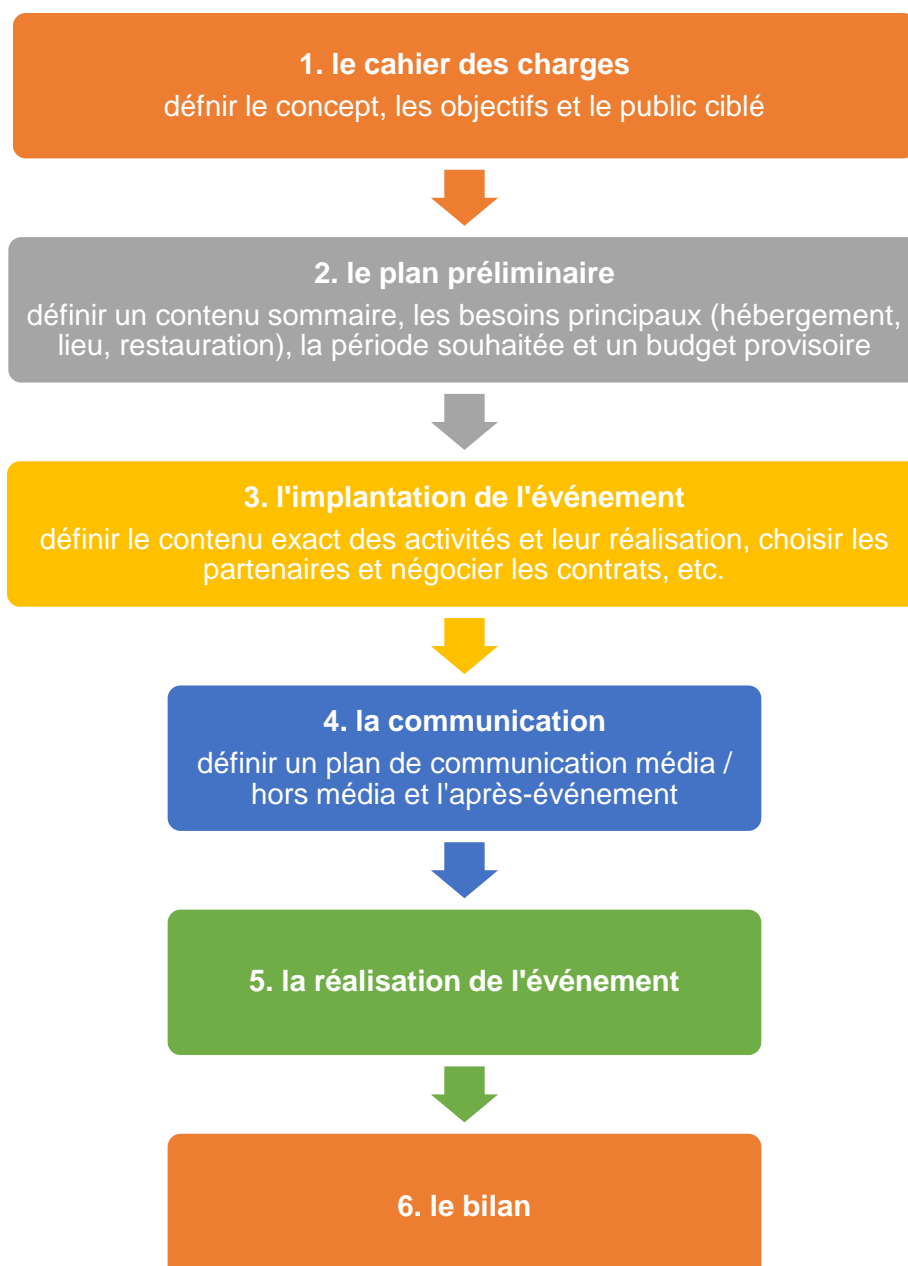 1. le cahier des charges
défnir le concept, les objectifs et le public ciblé
2. le plan préliminaire
définir un contenu sommaire, les besoins principaux (hébergement,
lieu, restauration), la période souhaitée et un budget provisoire
3. l'implantation de l'événement
définir le contenu exact des activités et leur réalisation, choisir les
partenaires et négocier les contrats, etc.
4. la communication
définir un plan de communication média /
hors média et l'après-événement
5. la réalisation de l'événement
6. le bilan